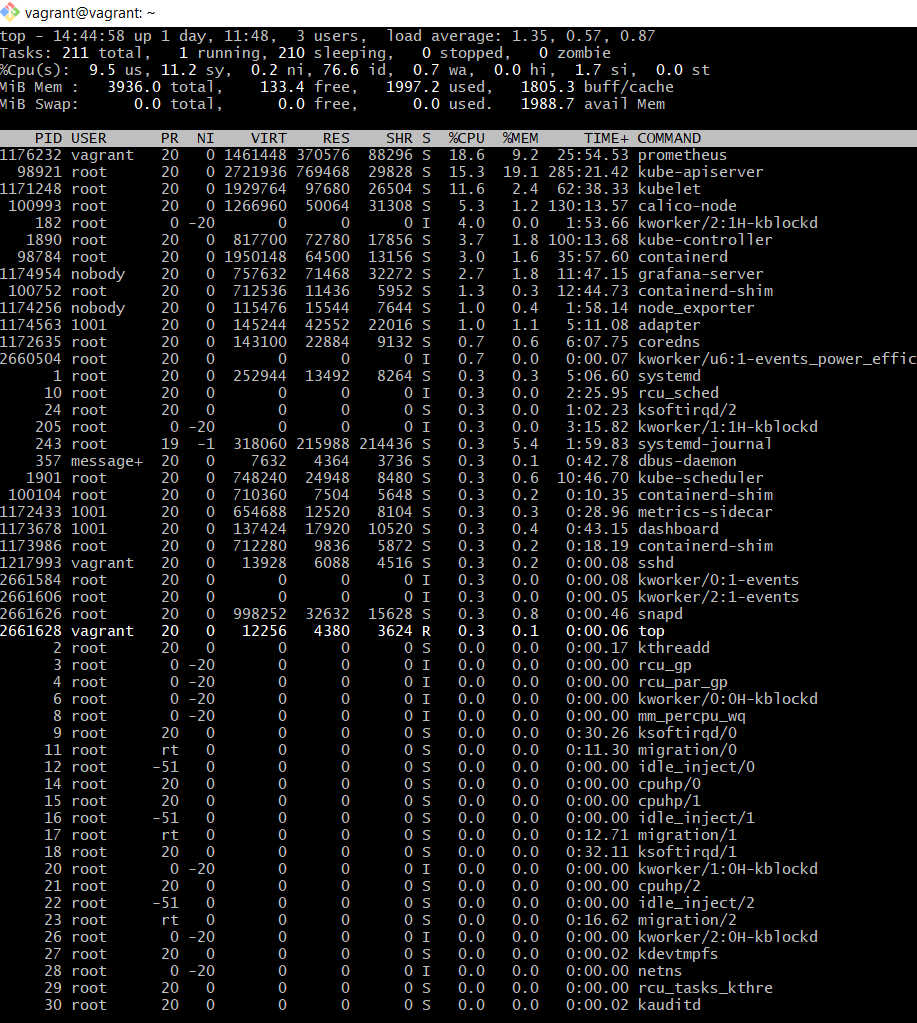 vagrant@vagrant: ~
top - 14:44:58 up 1 day, 11:48,  3 users,  load average: 1.35, 0.57, 0.87
Tasks: 211 total,   1 running, 210 sleeping,   0 stopped,   0 zombie
%Cpu(s):  9.5 us, 11.2 sy,  0.2 ni, 76.6 id,  0.7 wa,  0.0 hi,  1.7 si,  0.0 st
MiB Mem :   3936.0 total,    133.4 free,   1997.2 used,   1805.3 buff/cache
MiB Swap:      0.0 total,      0.0 free,      0.0 used.   1988.7 avail Mem
PID USER      PR  NI    VIRT    RES    SHR S  %CPU  %MEM     TIME+ COMMAND
1176232 vagrant   20   0 1461448 370576  88296 S  18.6   9.2  25:54.53 prometheus
98921 root      20   0 2721936 769468  29828 S  15.3  19.1 285:21.42 kube-apiserver
1171248 root      20   0 1929764  97680  26504 S  11.6   2.4  62:38.33 kubelet
100993 root      20   0 1266960  50064  31308 S   5.3   1.2 130:13.57 calico-node
182 root       0 -20       0      0      0 I   4.0   0.0   1:53.66 kworker/2:1H-kblockd
1890 root      20   0  817700  72780  17856 S   3.7   1.8 100:13.68 kube-controller
98784 root      20   0 1950148  64500  13156 S   3.0   1.6  35:57.60 containerd
1174954 nobody    20   0  757632  71468  32272 S   2.7   1.8  11:47.15 grafana-server
100752 root      20   0  712536  11436   5952 S   1.3   0.3  12:44.73 containerd-shim
1174256 nobody    20   0  115476  15544   7644 S   1.0   0.4   1:58.14 node_exporter
1174563 1001      20   0  145244  42552  22016 S   1.0   1.1   5:11.08 adapter
1172635 root      20   0  143100  22884   9132 S   0.7   0.6   6:07.75 coredns
2660504 root      20   0       0      0      0 I   0.7   0.0   0:00.07 kworker/u6:1-events_power_effic
1 root      20   0  252944  13492   8264 S   0.3   0.3   5:06.60 systemd
10 root      20   0       0      0      0 I   0.3   0.0   2:25.95 rcu_sched
24 root      20   0       0      0      0 S   0.3   0.0   1:02.23 ksoftirqd/2
205 root       0 -20       0      0      0 I   0.3   0.0   3:15.82 kworker/1:1H-kblockd
243 root      19  -1  318060 215988 214436 S   0.3   5.4   1:59.83 systemd-journal
357 message+  20   0    7632   4364   3736 S   0.3   0.1   0:42.78 dbus-daemon
1901 root      20   0  748240  24948   8480 S   0.3   0.6  10:46.70 kube-scheduler
100104 root      20   0  710360   7504   5648 S   0.3   0.2   0:10.35 containerd-shim
1172433 1001      20   0  654688  12520   8104 S   0.3   0.3   0:28.96 metrics-sidecar
1173678 1001      20   0  137424  17920  10520 S   0.3   0.4   0:43.15 dashboard
1173986 root      20   0  712280   9836   5872 S   0.3   0.2   0:18.19 containerd-shim
1217993 vagrant   20   0   13928   6088   4516 S   0.3   0.2   0:00.08 sshd
2661584 root      20   0       0      0      0 I   0.3   0.0   0:00.08 kworker/0:1-events
2661606 root      20   0       0      0      0 I   0.3   0.0   0:00.05 kworker/2:1-events
2661626 root      20   0  998252  32632  15628 S   0.3   0.8   0:00.46 snapd
2661628 vagrant   20   0   12256   4380   3624 R   0.3   0.1   0:00.06 top
2 root      20   0       0      0      0 S   0.0   0.0   0:00.17 kthreadd
3 root       0 -20       0      0      0 I   0.0   0.0   0:00.00 rcu_gp
4 root       0 -20       0      0      0 I   0.0   0.0   0:00.00 rcu_par_gp
6 root       0 -20       0      0      0 I   0.0   0.0   0:00.00 kworker/0:0H-kblockd
8 root       0 -20       0      0      0 I   0.0   0.0   0:00.00 mm_percpu_wq
9 root      20   0       0      0      0 S   0.0   0.0   0:30.26 ksoftirqd/0
11 root      rt   0       0      0      0 S   0.0   0.0   0:11.30 migration/0
12 root     -51   0       0      0      0 S   0.0   0.0   0:00.00 idle_inject/0
14 root      20   0       0      0      0 S   0.0   0.0   0:00.00 cpuhp/0
15 root      20   0       0      0      0 S   0.0   0.0   0:00.00 cpuhp/1
16 root     -51   0       0      0      0 S   0.0   0.0   0:00.00 idle_inject/1
17 root      rt   0       0      0      0 S   0.0   0.0   0:12.71 migration/1
18 root      20   0       0      0      0 S   0.0   0.0   0:32.11 ksoftirqd/1
20 root       0 -20       0      0      0 I   0.0   0.0   0:00.00 kworker/1:0H-kblockd
21 root      20   0       0      0      0 S   0.0   0.0   0:00.00 cpuhp/2
22 root     -51   0       0      0      0 S   0.0   0.0   0:00.00 idle_inject/2
23 root      rt   0       0      0      0 S   0.0   0.0   0:16.62 migration/2
26 root       0 -20       0      0      0 I   0.0   0.0   0:00.00 kworker/2:0H-kblockd
27 root      20   0       0      0      0 S   0.0   0.0   0:00.02 kdevtmpfs
28 root       0 -20       0      0      0 I   0.0   0.0   0:00.00 netns
29 root      20   0       0      0      0 S   0.0   0.0   0:00.00 rcu_tasks_kthre
30 root      20   0       0      0      0 S   0.0   0.0   0:00.02 kauditd